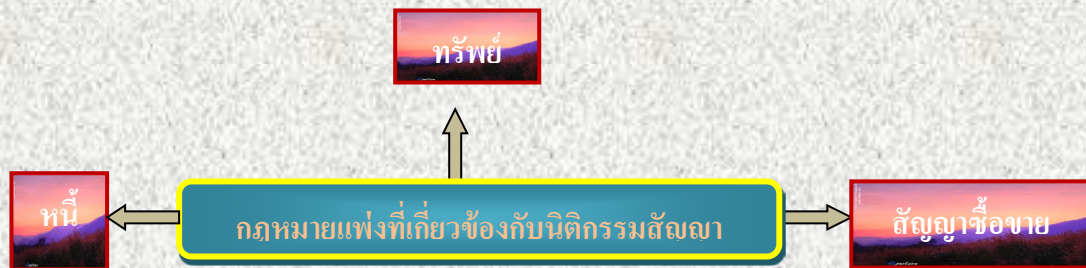 ทรัพย์
หนี้
กฎหมายแพ่งที่เกี่ยวข้องกับนิติกรรมสัญญา
สัญญาซื้อขาย